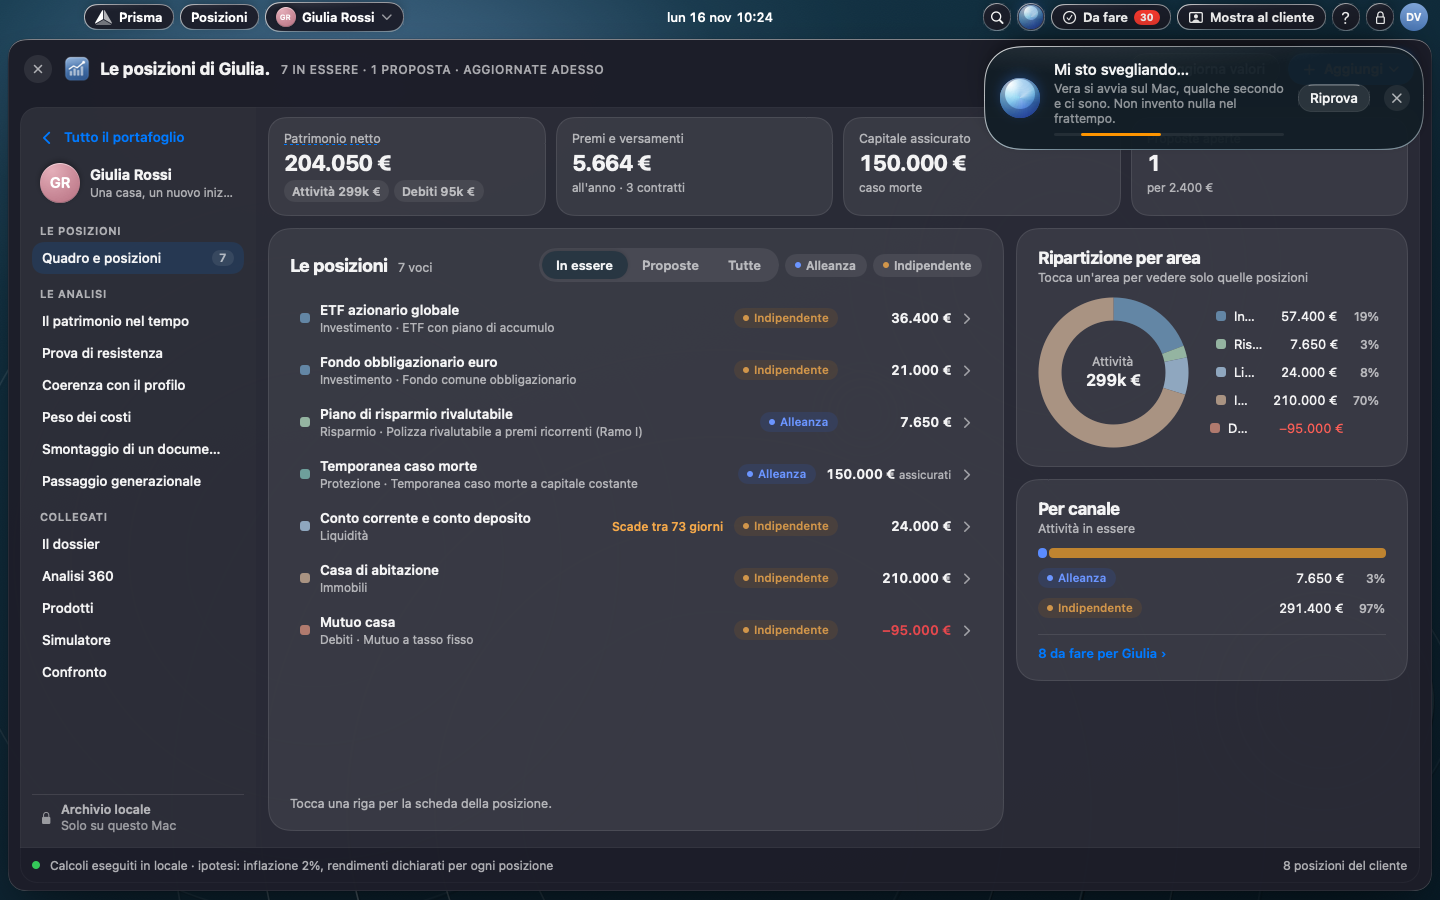 Prisma
Posizioni
GR
Giulia Rossi
lun 16 nov 10:24
Da fare
30
Mostra al cliente
?
DV
Le posizioni di Giulia.
7 IN ESSERE · 1 PROPOSTA · AGGIORNATE ADESSO
Mi sto svegliando...
Vera si avvia sul Mac, qualche secondo
e ci sono. Non invento nulla nel
frattempo.
Riprova
Tutto il portafoglio
GR
Giulia Rossi
Una casa, un nuovo iniz...
LE POSIZIONI
Quadro e posizioni
7
LE ANALISI
Il patrimonio nel tempo
Prova di resistenza
Coerenza con il profilo
Peso dei costi
Smontaggio di un docume...
Passaggio generazionale
COLLEGATI
Il dossier
Analisi 360
Prodotti
Simulatore
Confronto
Archivio locale
Solo su questo Mac
Patrimonio netto
204.050 €
Attività 299k €
Debiti 95k €
Premi e versamenti
5.664 €
all'anno · 3 contratti
Capitale assicurato
150.000 €
caso morte
1
per 2.400 €
Le posizioni
7 voci
In essere
Proposte
Tutte
Alleanza
Indipendente
ETF azionario globale
Investimento · ETF con piano di accumulo
Indipendente
36.400 €
Fondo obbligazionario euro
Investimento · Fondo comune obbligazionario
Indipendente
21.000 €
Piano di risparmio rivalutabile
Risparmio · Polizza rivalutabile a premi ricorrenti (Ramo I)
Alleanza
7.650 €
Temporanea caso morte
Protezione · Temporanea caso morte a capitale costante
Alleanza
150.000 € assicurati
Conto corrente e conto deposito
Liquidità
Scade tra 73 giorni
Indipendente
24.000 €
Casa di abitazione
Immobili
Indipendente
210.000 €
Mutuo casa
Debiti · Mutuo a tasso fisso
Indipendente
−95.000 €
Tocca una riga per la scheda della posizione.
Ripartizione per area
Tocca un'area per vedere solo quelle posizioni
Attività
299k €
In... 57.400 € 19%
Ris... 7.650 € 3%
Li... 24.000 € 8%
I... 210.000 € 70%
D... −95.000 €
Per canale
Attività in essere
Alleanza 7.650 € 3%
Indipendente 291.400 € 97%
8 da fare per Giulia ›
Calcoli eseguiti in locale · ipotesi: inflazione 2%, rendimenti dichiarati per ogni posizione
8 posizioni del cliente